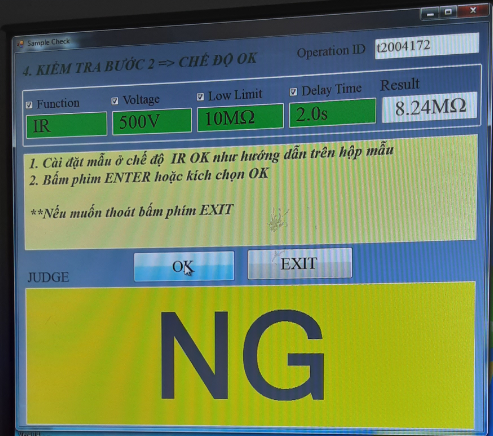 Sample Check
4. KIỂM TRA BƯỚC 2 => CHẾ ĐỘ OK
Operation ID t2004172
Function Voltage Low Limit Delay Time Result
IR 500V 10MΩ 2.0s 8.24MΩ
1. Cài đặt mẫu ở chế độ IR OK như hướng dẫn trên hộp mẫu
2. Bấm phím ENTER hoặc kích chọn OK
**Nếu muốn thoát bấm phím EXIT
OK EXIT
JUDGE
NG